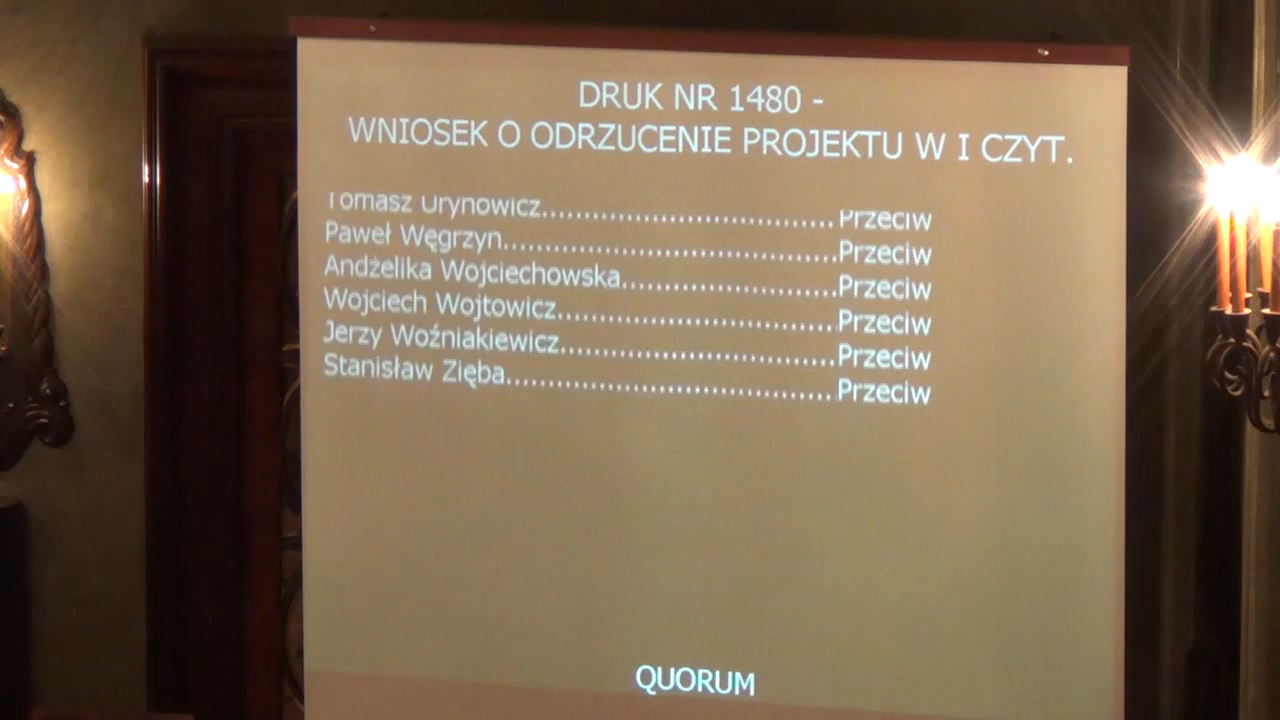 DRUK NR 1480 -
WNIOSEK O ODRZUCENIE PROJEKTU W I CZYT.
Tomasz Urynowicz.................................Przeciw
Paweł Węgrzyn.....................................Przeciw
Andżelika Wojciechowska.......................Przeciw
Wojciech Wojtowicz...............................Przeciw
Jerzy Woźniakiewicz...............................Przeciw
Stanisław Zięba.....................................Przeciw
QUORUM